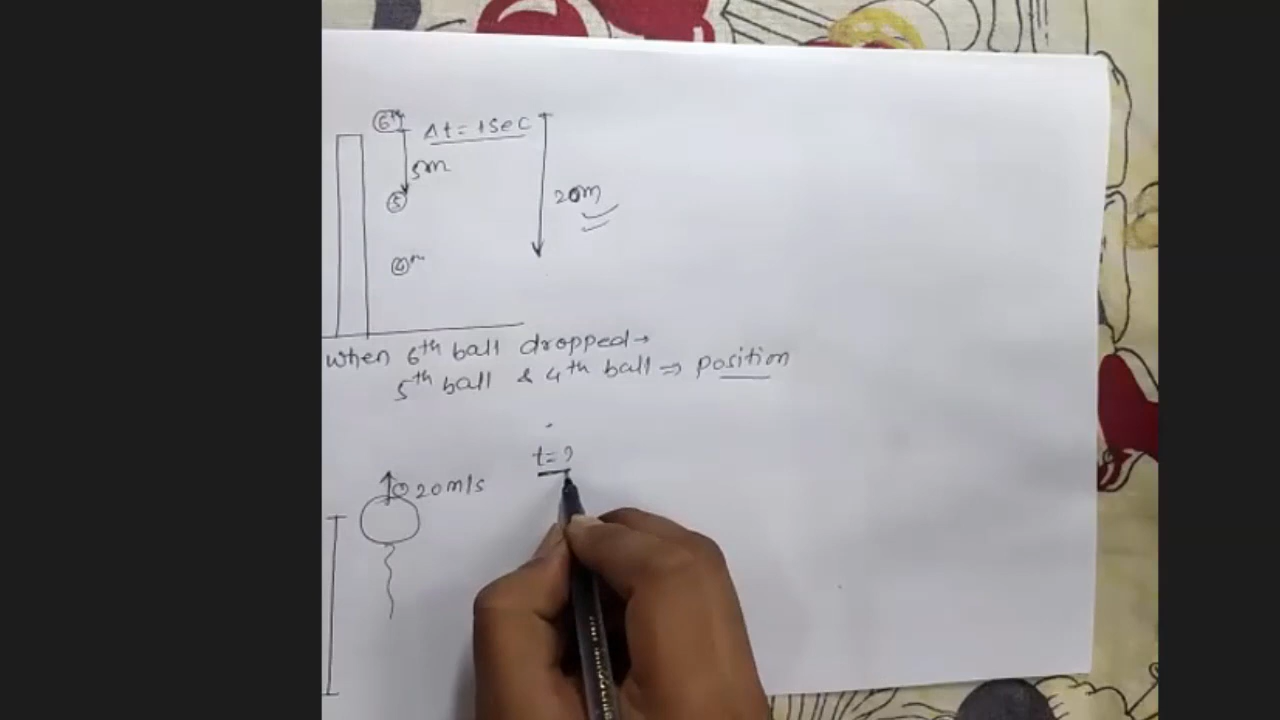 6th
Δt = 1sec
5m
5
20m
4th
when 6th ball dropped→
5th ball & 4th ball ⇒ position
t=?
20m/s